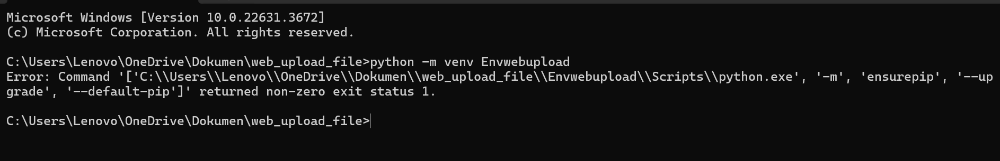 Microsoft Windows [Version 10.0.22631.3672]
(c) Microsoft Corporation. All rights reserved.
C:\Users\Lenovo\OneDrive\Dokumen\web_upload_file>python -m venv Envwebupload
Error: Command '['C:\\Users\\Lenovo\\OneDrive\\Dokumen\\web_upload_file\\Envwebupload\\Scripts\\python.exe', '-m', 'ensurepip', '--up
grade', '--default-pip']' returned non-zero exit status 1.
C:\Users\Lenovo\OneDrive\Dokumen\web_upload_file>